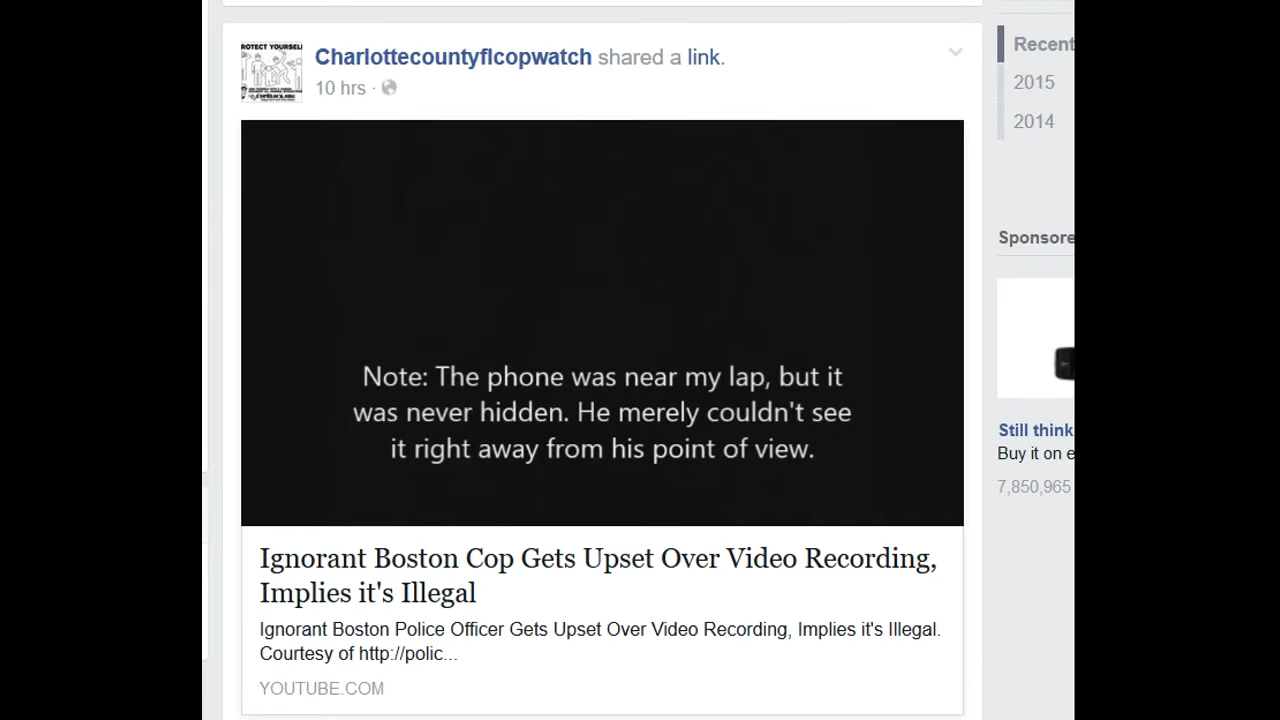 ROTECT YOURSELF
Charlottecountyflcopwatch shared a link.
10 hrs ·
Note: The phone was near my lap, but it
was never hidden. He merely couldn't see
it right away from his point of view.
Ignorant Boston Cop Gets Upset Over Video Recording,
Implies it's Illegal
Ignorant Boston Police Officer Gets Upset Over Video Recording, Implies it's Illegal.
Courtesy of http://polic...
YOUTUBE.COM
Recent
2015
2014
Sponsore
Still think
Buy it on e
7,850,965